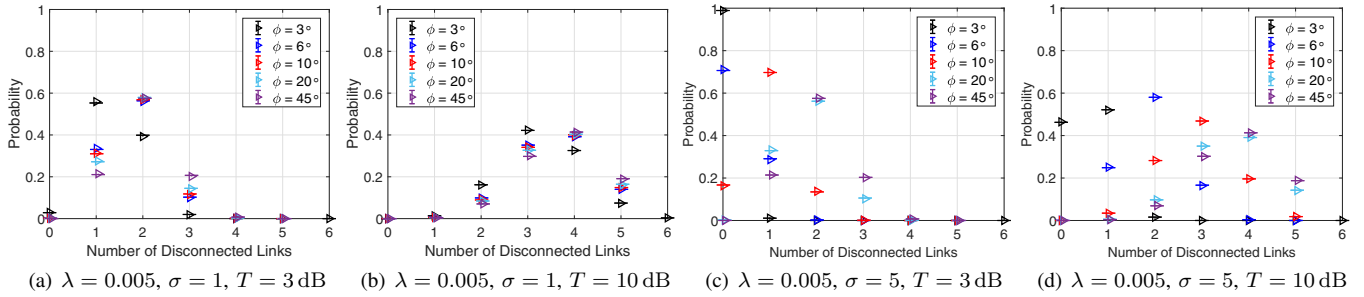 1
0.8
0.6
0.4
0.2
0
Probability
0 1 2 3 4 5 6
Number of Disconnected Links
ϕ = 3°
ϕ = 6°
ϕ = 10°
ϕ = 20°
ϕ = 45°
(a) λ = 0.005, σ = 1, T = 3 dB
1
0.8
0.6
0.4
0.2
0
Probability
0 1 2 3 4 5 6
Number of Disconnected Links
ϕ = 3°
ϕ = 6°
ϕ = 10°
ϕ = 20°
ϕ = 45°
(b) λ = 0.005, σ = 1, T = 10 dB
1
0.8
0.6
0.4
0.2
0
Probability
0 1 2 3 4 5 6
Number of Disconnected Links
ϕ = 3°
ϕ = 6°
ϕ = 10°
ϕ = 20°
ϕ = 45°
(c) λ = 0.005, σ = 5, T = 3 dB
1
0.8
0.6
0.4
0.2
0
Probability
0 1 2 3 4 5 6
Number of Disconnected Links
ϕ = 3°
ϕ = 6°
ϕ = 10°
ϕ = 20°
ϕ = 45°
(d) λ = 0.005, σ = 5, T = 10 dB